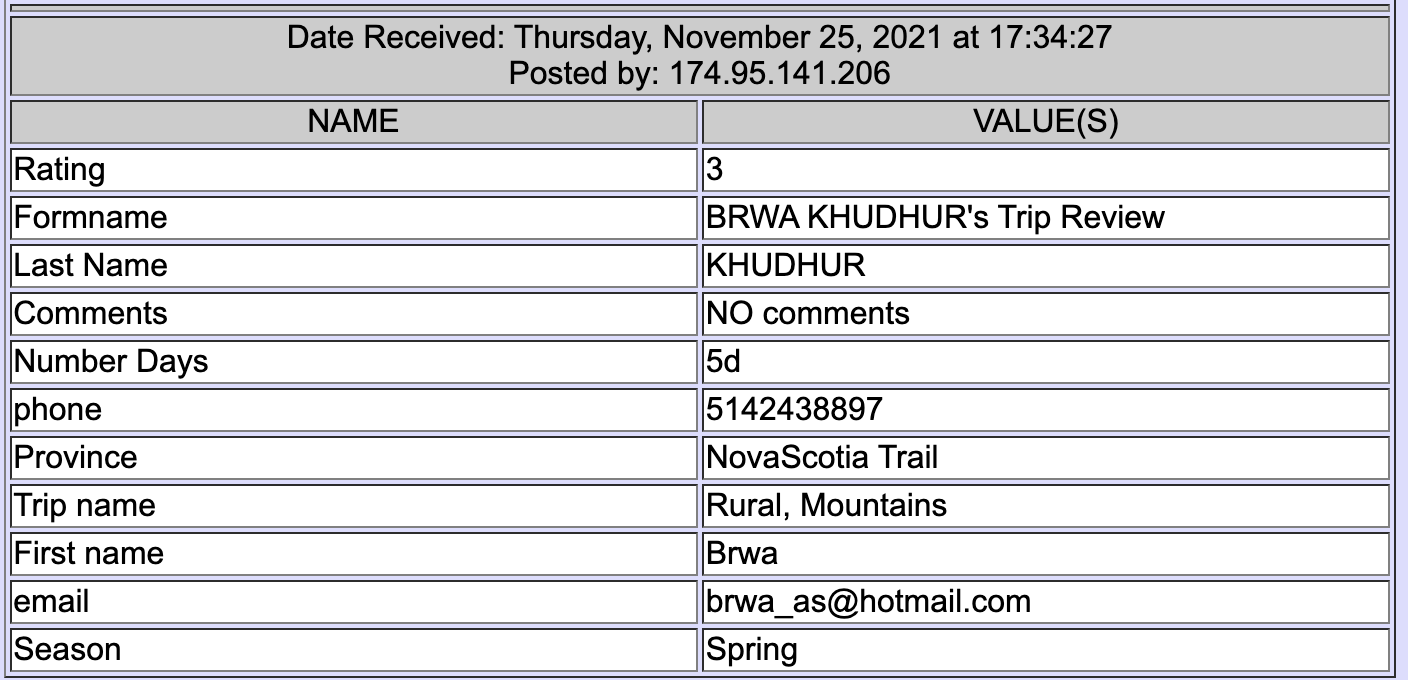 Date Received: Thursday, November 25, 2021 at 17:34:27
Posted by: 174.95.141.206
NAME VALUE(S)
Rating 3
Formname BRWA KHUDHUR's Trip Review
Last Name KHUDHUR
Comments NO comments
Number Days 5d
phone 5142438897
Province NovaScotia Trail
Trip name Rural, Mountains
First name Brwa
email brwa_as@hotmail.com
Season Spring